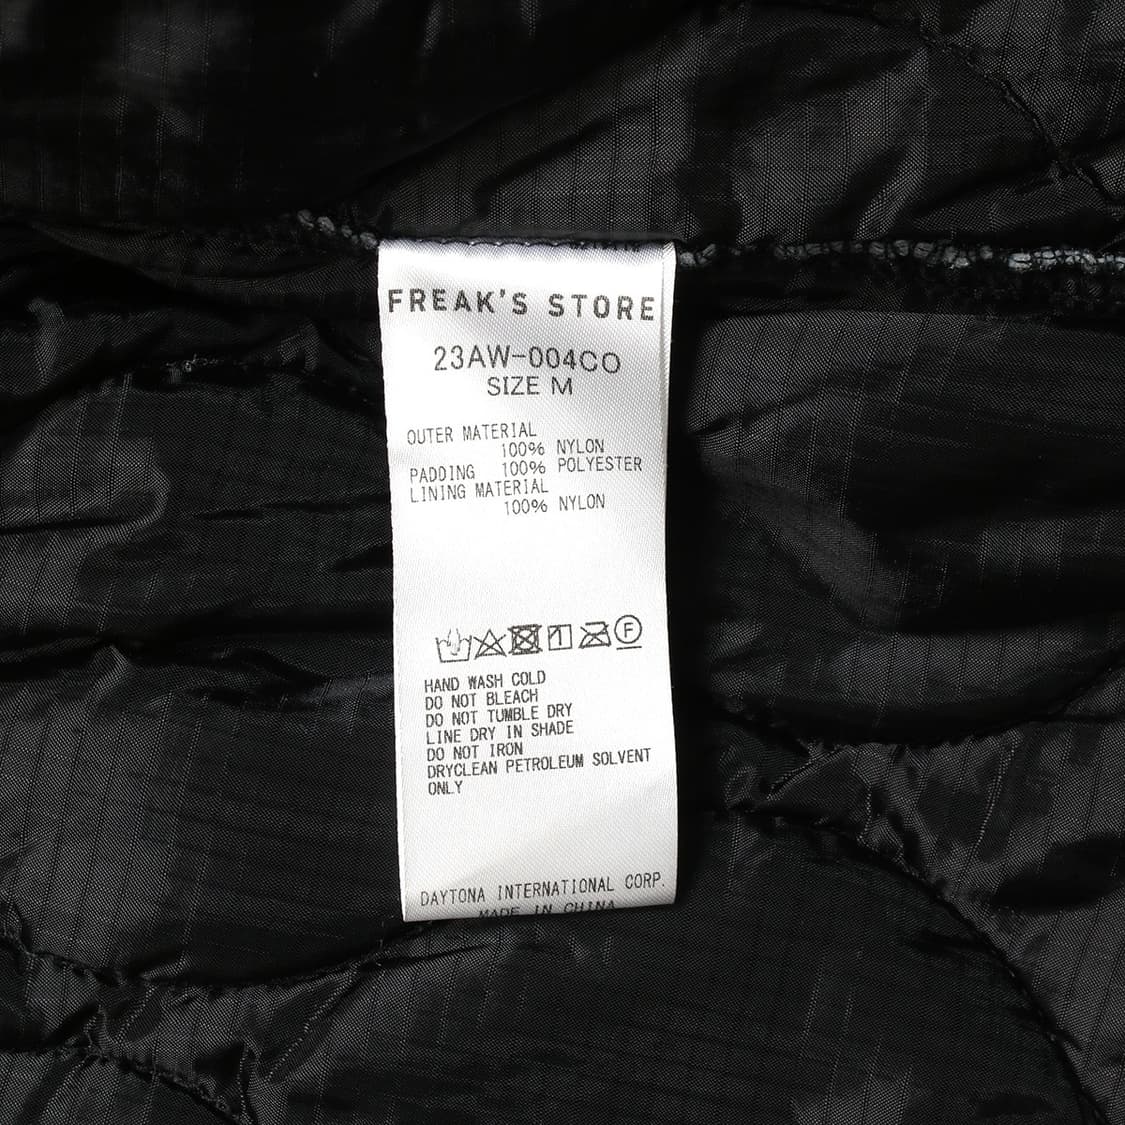 FREAK'S STORE
23AW-004CO
SIZE M
OUTER MATERIAL
100% NYLON
PADDING 100% POLYESTER
LINING MATERIAL
100% NYLON
F
HAND WASH COLD
DO NOT BLEACH
DO NOT TUMBLE DRY
LINE DRY IN SHADE
DO NOT IRON
DRYCLEAN PETROLEUM SOLVENT
ONLY
DAYTONA INTERNATIONAL CORP.
MADE IN CHINA